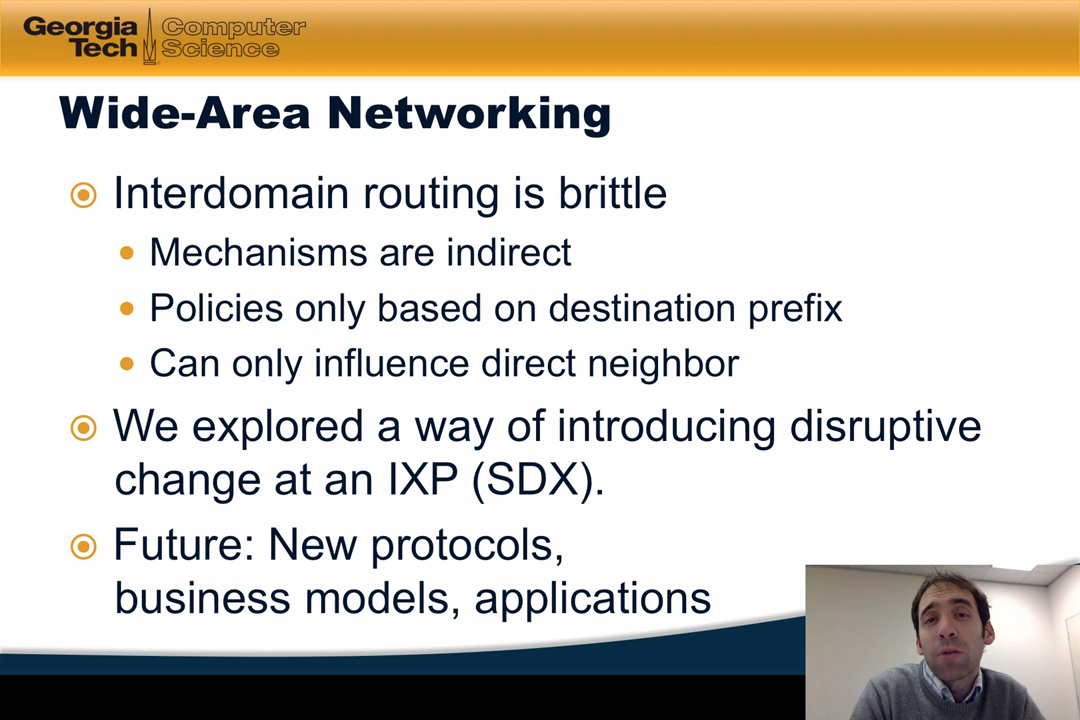 Georgia Tech Computer Science
Wide-Area Networking
Interdomain routing is brittle
Mechanisms are indirect
Policies only based on destination prefix
Can only influence direct neighbor
We explored a way of introducing disruptive
change at an IXP (SDX).
Future: New protocols,
business models, applications